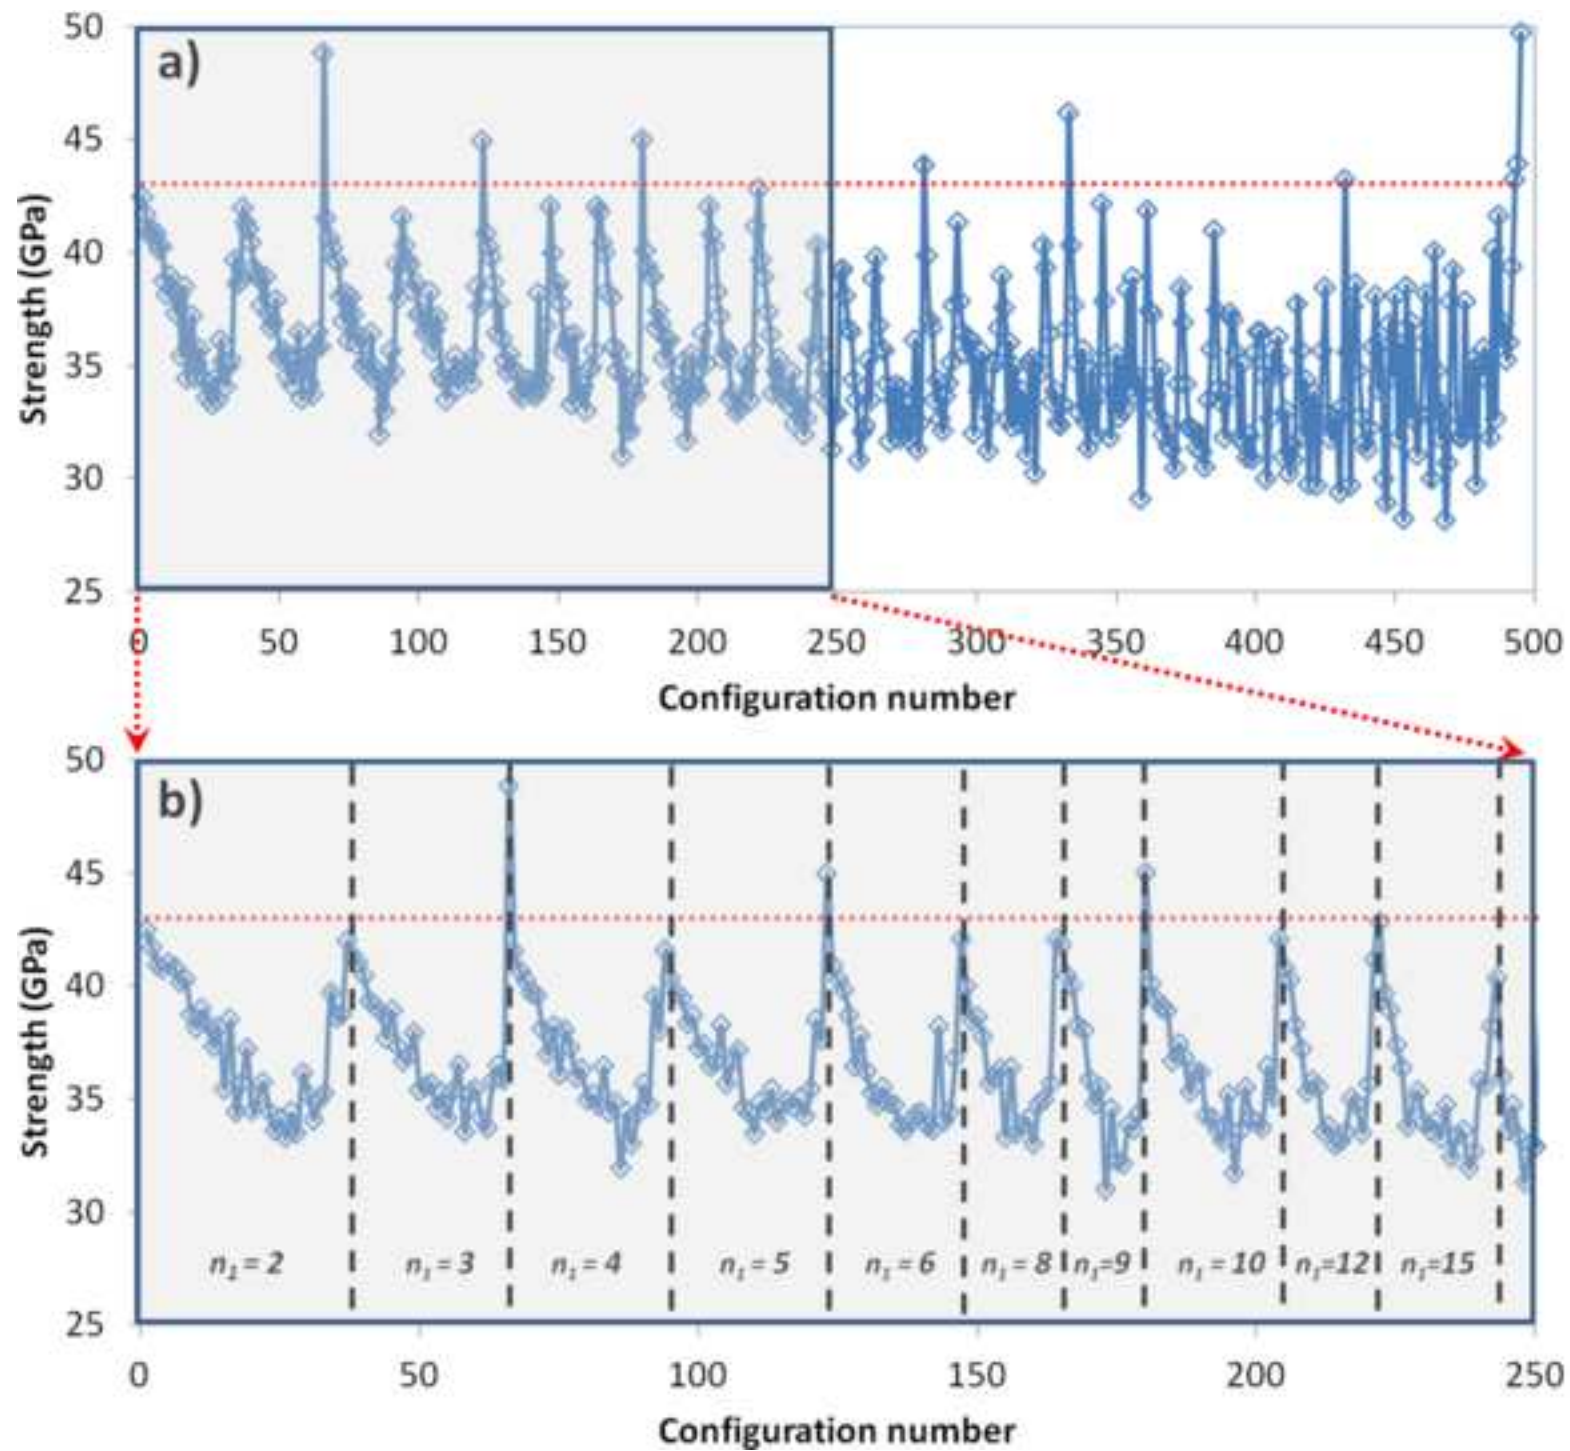 a)
Strength (GPa)
50
45
40
35
30
25
0 50 100 150 200 250 300 350 400 450 500
Configuration number
b)
Strength (GPa)
50
45
40
35
30
25
n₁ = 2 n₁ = 3 n₁ = 4 n₁ = 5 n₁ = 6 n₁ = 8 n₁=9 n₁ = 10 n₁=12 n₁=15
0 50 100 150 200 250
Configuration number